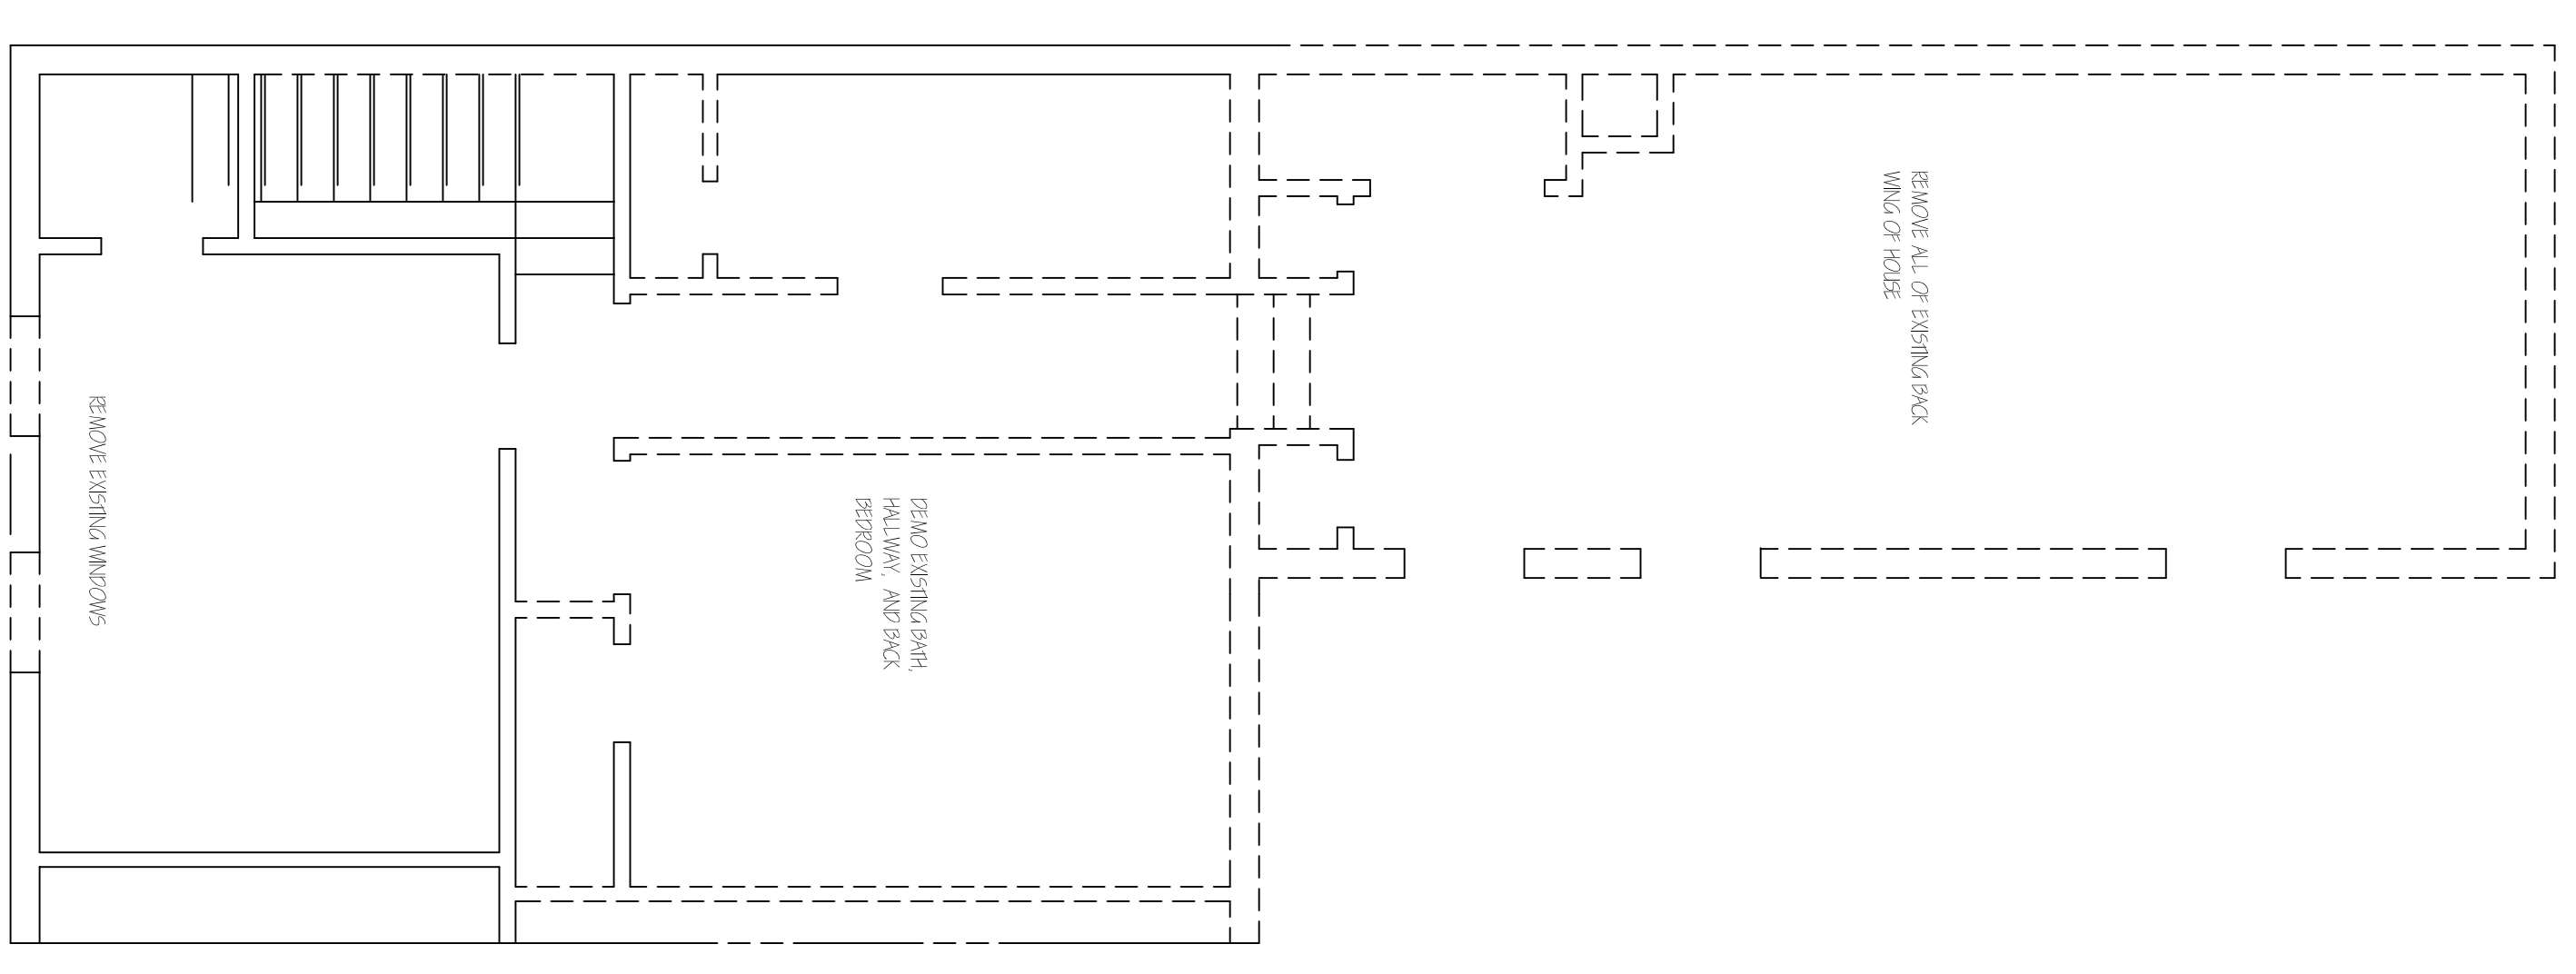 REMOVE ALL OF EXISTING BACK
WING OF HOUSE
DEMO EXISTING BATH,
HALLWAY, AND BACK
BEDROOM
REMOVE EXISTING WINDOWS